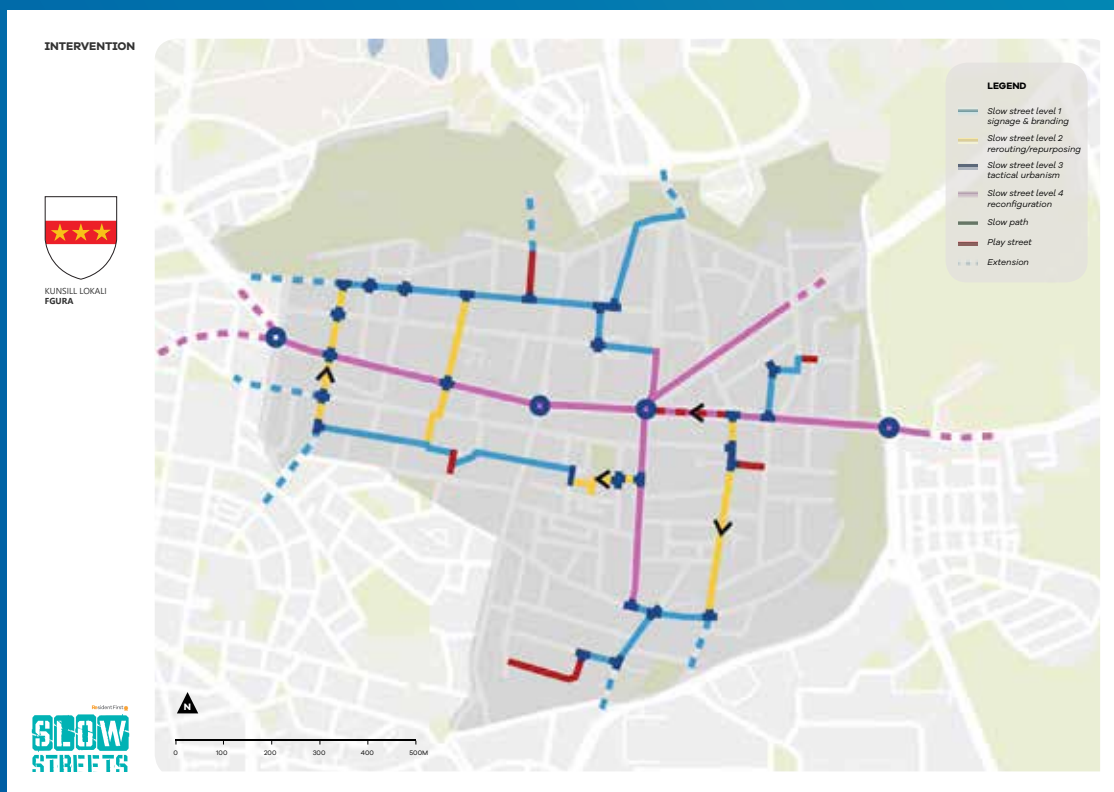 INTERVENTION
KUNSILL LOKALI
FGURA
LEGEND
Slow street level 1
signage & branding
Slow street level 2
rerouting/repurposing
Slow street level 3
tactical urbanism
Slow street level 4
reconfiguration
Slow path
Play street
Extension
N
0 100 200 300 400 500M
ResidentFirst
SLOW
STREETS